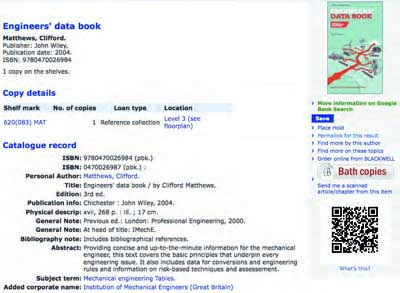 Engineers' data book
Matthews, Clifford.
Publisher: John Wiley,
Publication date: 2004.
ISBN: 9780470026984
1 copy on the shelves.
Copy details
Shelf mark No. of copies Loan type Location
620(083) MAT 1 Reference collection Level 3 (see
floorplan)
Catalogue record
ISBN: 9780470026984 (pbk.)
ISBN: 0470026987 (pbk.) :
Personal Author: Matthews, Clifford.
Title: Engineers' data book / by Clifford Matthews.
Edition: 3rd ed.
Publication info: Chichester : John Wiley, 2004.
Physical descrip: xvii, 268 p. : ill. ; 17 cm.
General Note: Previous ed.: London: Professional Engineering, 2000.
General Note: At head of title: IMechE.
Bibliography note: Includes bibliographical references.
Abstract: Providing concise and up-to-the-minute information for the mechanical
engineer, this text covers the basic principles that underpin every
engineering issue. It also includes data for conversions and engineering
rules and information on risk-based techniques and assessment.
Subject term: Mechanical engineering Tables.
Added corporate name: Institution of Mechanical Engineers (Great Britain)
DATA BOOK
More information on Google
Book Search
Save
Place Hold
Permalink for this result
Find more by this author
Find more on these topics
Order online from BLACKWELL
Bath copies
Send me a scanned
article/chapter from this item
What's this?